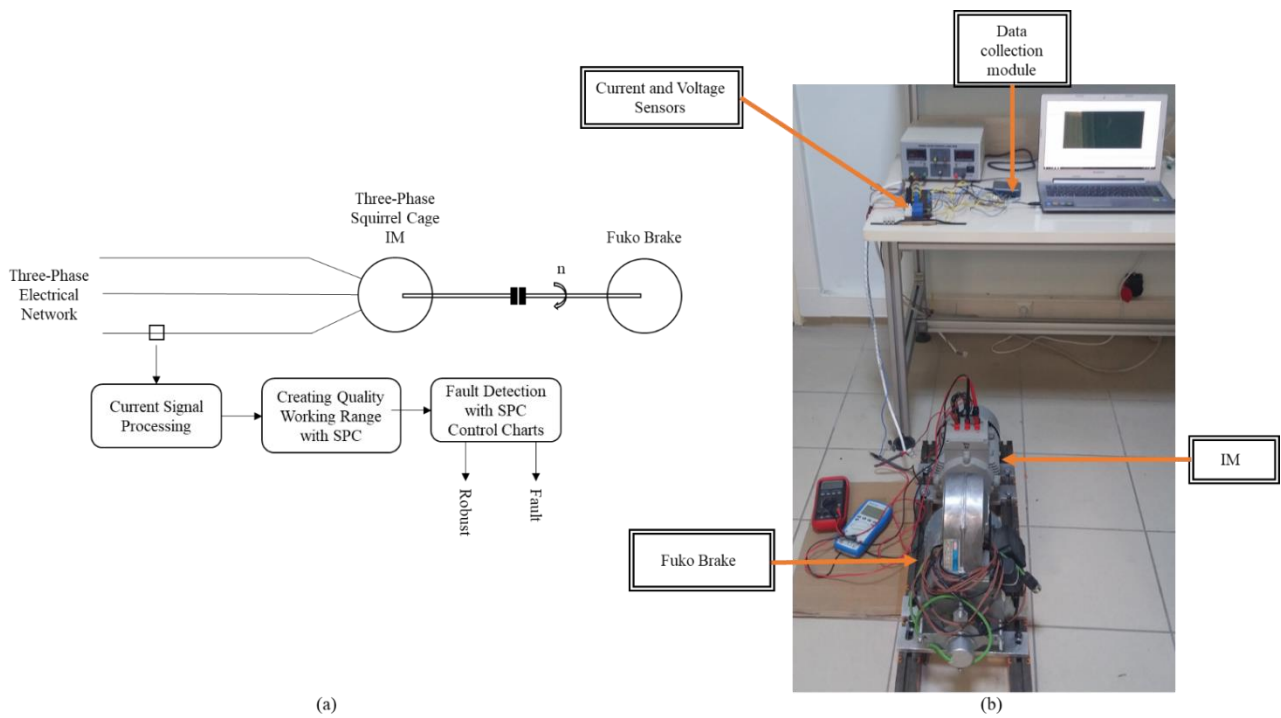 Data
collection
module
Current and Voltage
Sensors
Three-Phase
Squirrel Cage
IM
Fuko Brake
n
Three-Phase
Electrical
Network
Current Signal
Processing
Creating Quality
Working Range
with SPC
Fault Detection
with SPC
Control Charts
Robust
Fault
IM
Fuko Brake
(a)
(b)